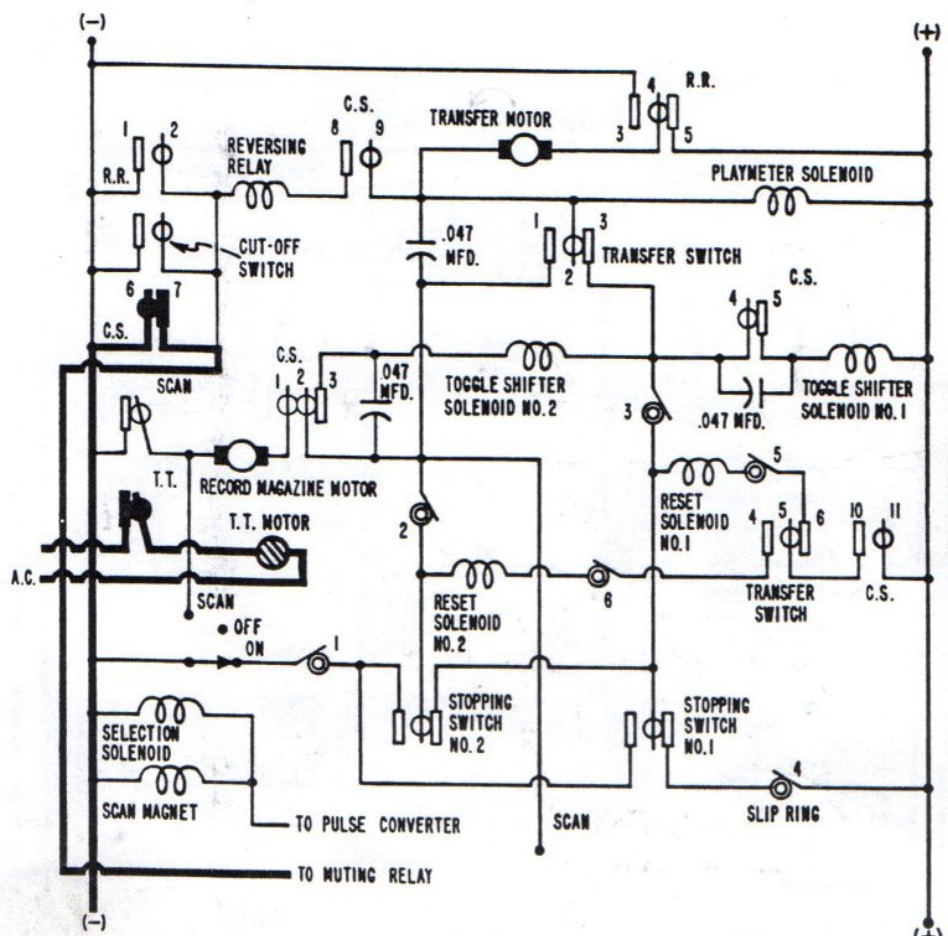 (-)
(+)
R.R.
4
3
5
C.S.
TRANSFER MOTOR
1
2
8
9
REVERSING
RELAY
R.R.
PLAYMETER SOLENOID
1
3
.047
MFD.
2
TRANSFER SWITCH
CUT-OFF
SWITCH
C.S.
6
7
4
5
C.S.
SCAN
C.S.
1
2
3
.047
MFD.
TOGGLE SHIFTER
SOLENOID NO.2
3
.047 MFD.
TOGGLE SHIFTER
SOLENOID NO.1
T.T.
RECORD MAGAZINE MOTOR
5
T.T. MOTOR
2
RESET
SOLENOID
NO.1
4
5
6
10
11
A.C.
SCAN
RESET
SOLENOID
NO.2
6
TRANSFER
SWITCH
C.S.
OFF
ON
1
STOPPING
SWITCH
NO.2
STOPPING
SWITCH
NO.1
SELECTION
SOLENOID
4
SCAN MAGNET
SLIP RING
TO PULSE CONVERTER
SCAN
TO MUTING RELAY
(-)
(+)